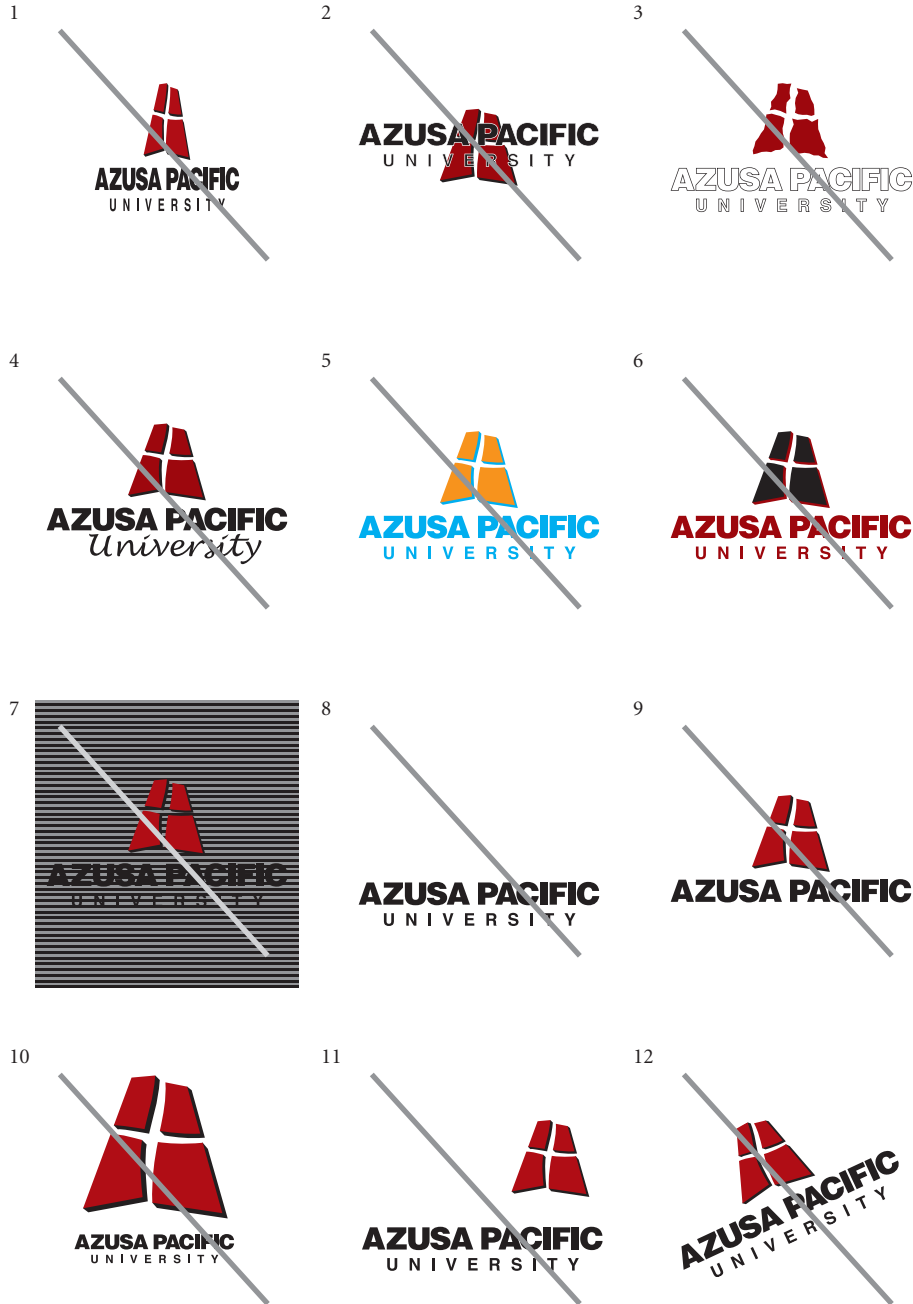 1
AZUSA PACIFIC
UNIVERSITY
2
AZUSA PACIFIC
UNIVERSITY
3
AZUSA PACIFIC
UNIVERSITY
4
AZUSA PACIFIC
University
5
AZUSA PACIFIC
UNIVERSITY
6
AZUSA PACIFIC
UNIVERSITY
7
AZUSA PACIFIC
UNIVERSITY
8
AZUSA PACIFIC
UNIVERSITY
9
AZUSA PACIFIC
10
AZUSA PACIFIC
UNIVERSITY
11
AZUSA PACIFIC
UNIVERSITY
12
AZUSA PACIFIC
UNIVERSITY